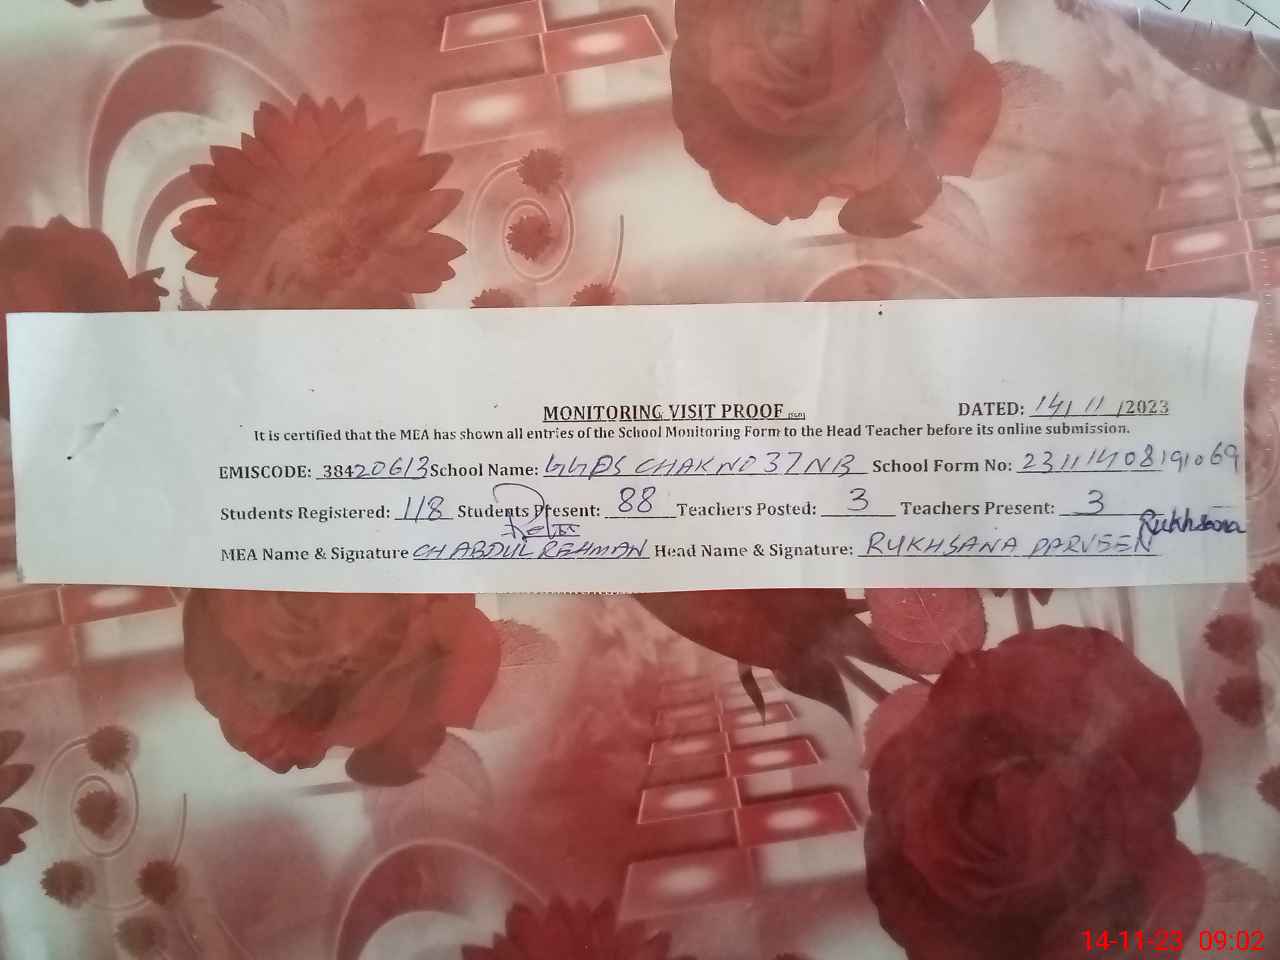 MONITORING VISIT PROOF DATED: 14/11/2023
It is certified that the MEA has shown all entries of the School Monitoring Form to the Head Teacher before its online submission.
EMISCODE: 38420613 School Name: GGPS CHAK NO 37 NB School Form No: 23111408191069
Students Registered: 118 Students Present: 88 Teachers Posted: 3 Teachers Present: 3
Rukhsana
MEA Name & Signature CH ABDUL REHMAN Head Name & Signature: RUKHSANA PARVEEN
14-11-23 09:02